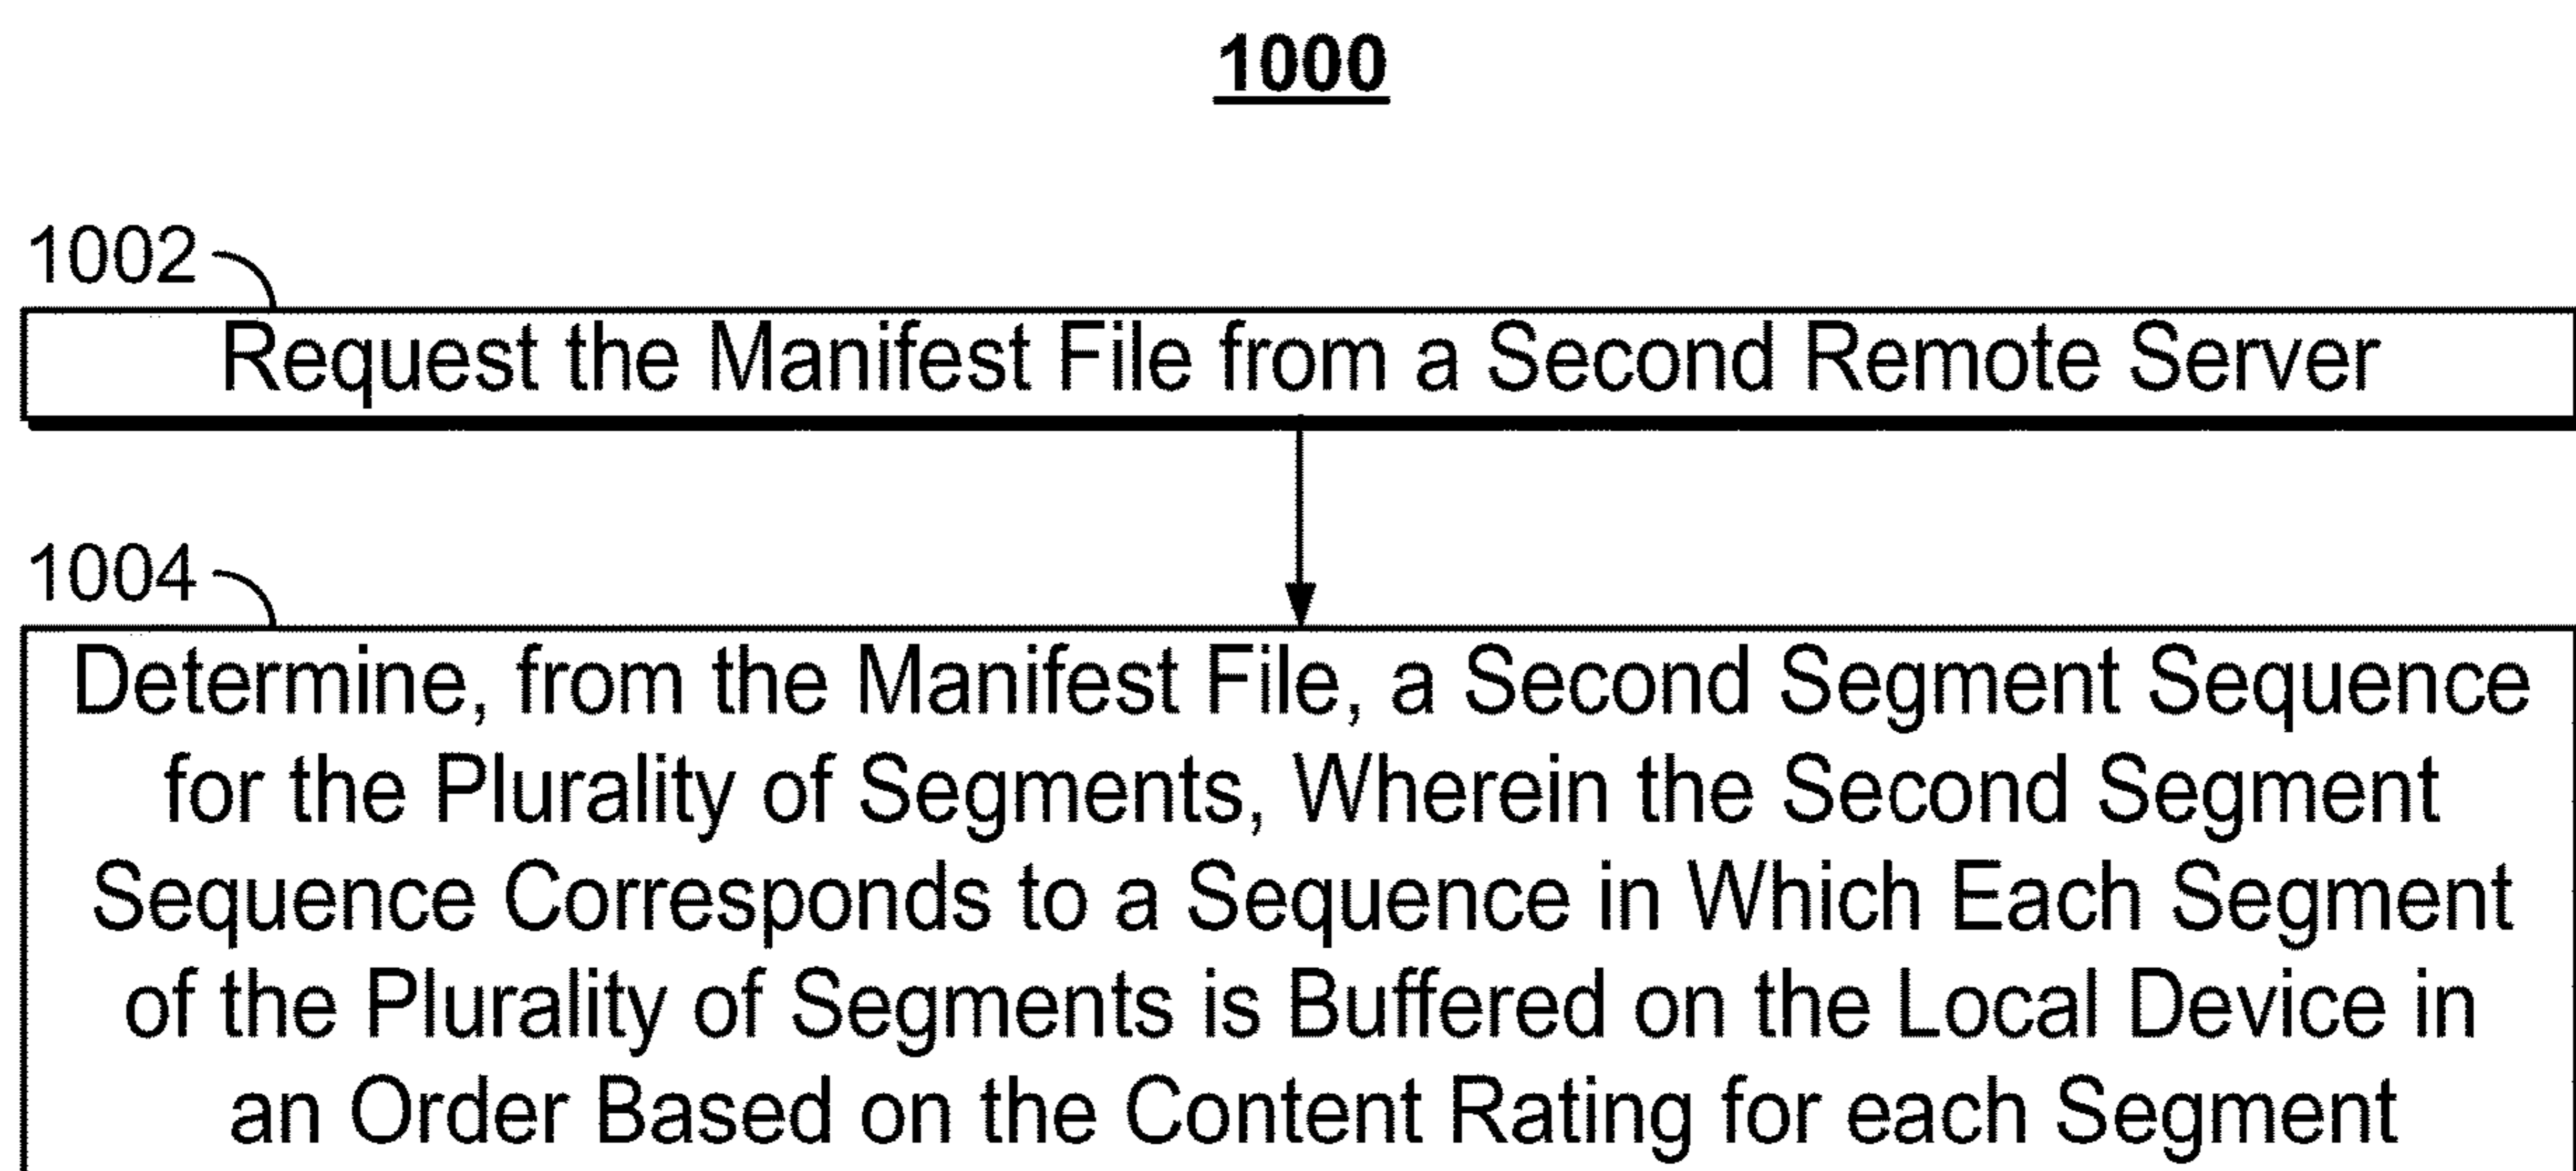 1000
1002
Request the Manifest File from a Second Remote Server
1004
Determine, from the Manifest File, a Second Segment Sequence
for the Plurality of Segments, Wherein the Second Segment
Sequence Corresponds to a Sequence in Which Each Segment
of the Plurality of Segments is Buffered on the Local Device in
an Order Based on the Content Rating for each Segment